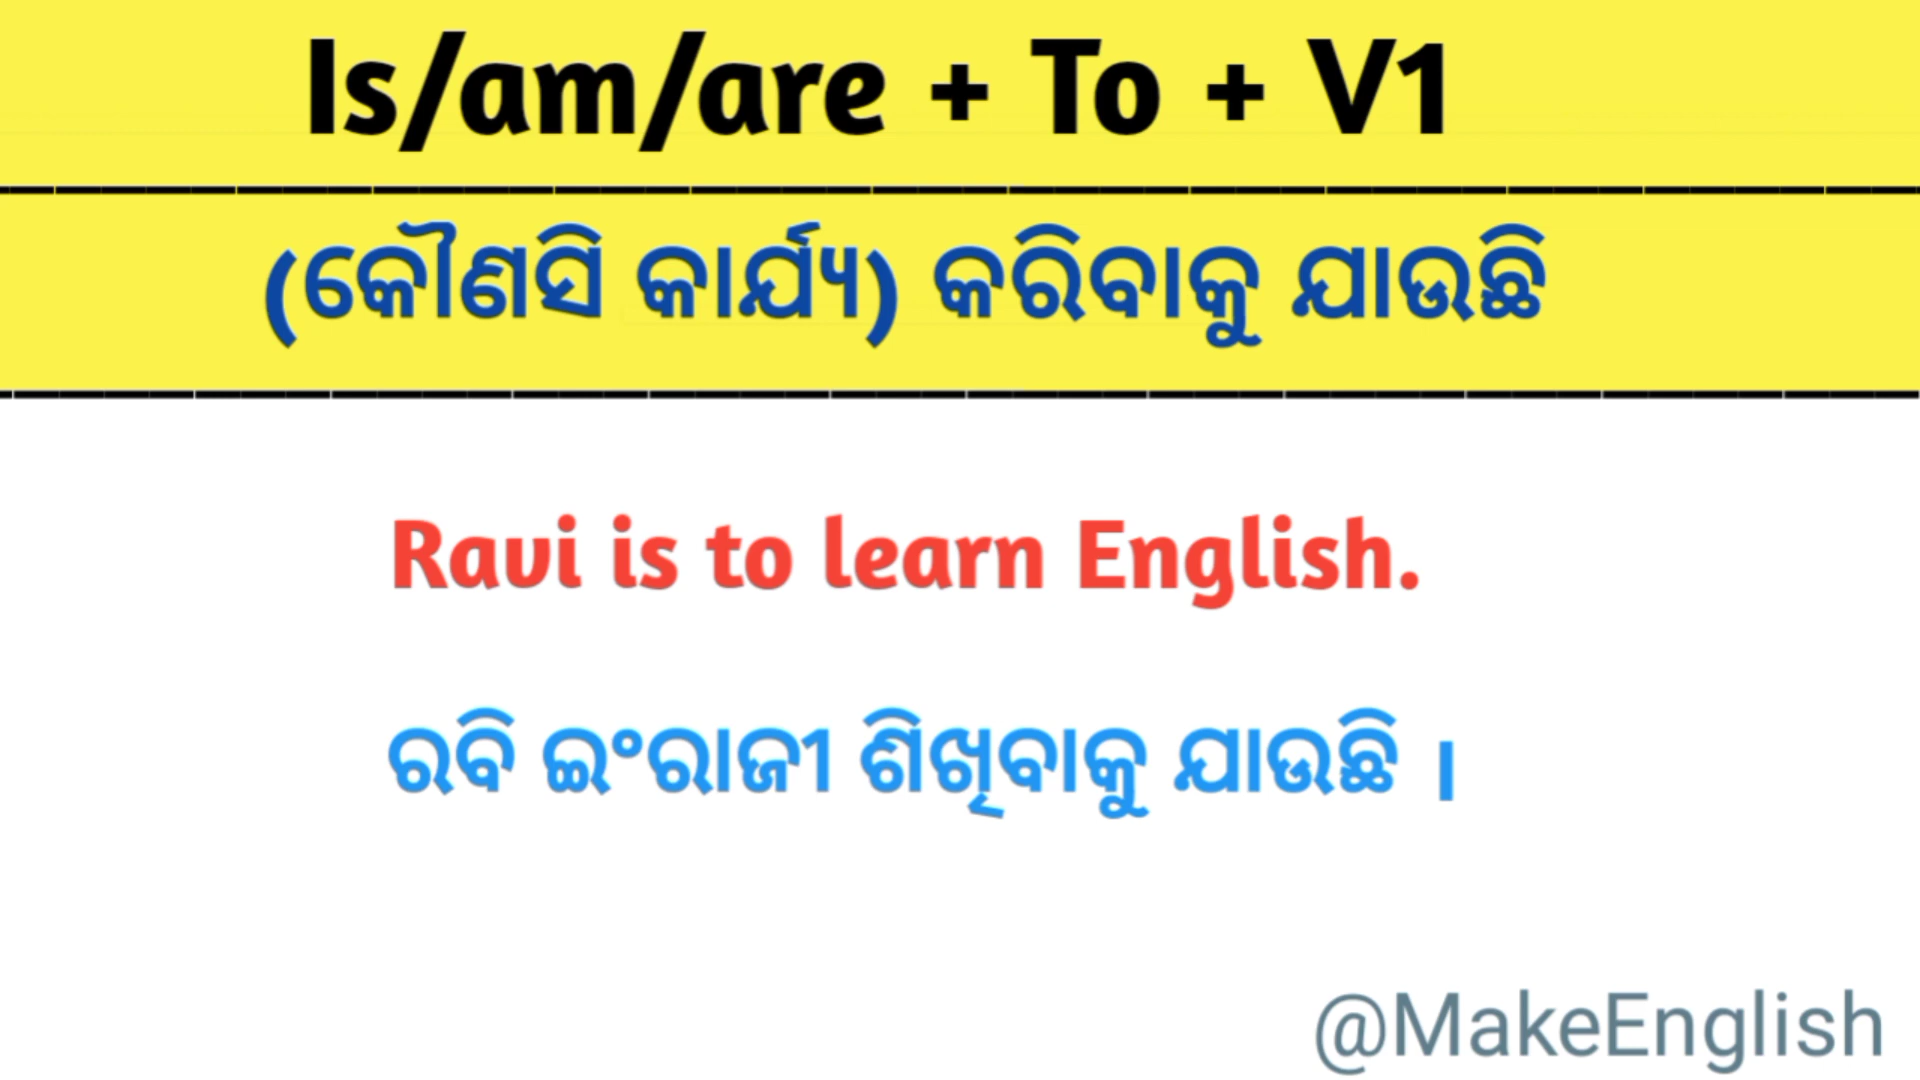 Is/am/are + To + V1
(କୌଣସି କାର୍ଯ୍ୟ) କରିବାକୁ ଯାଉଛି
Ravi is to learn English.
ରବି ଇଂରାଜୀ ଶିଖିବାକୁ ଯାଉଛି ।
@MakeEnglish